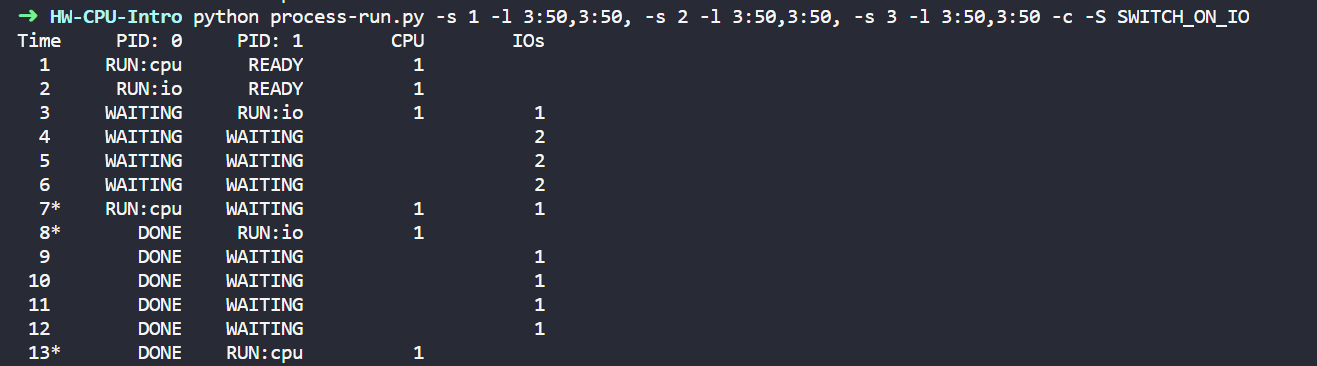 ➜ HW-CPU-Intro python process-run.py -s 1 -l 3:50,3:50, -s 2 -l 3:50,3:50, -s 3 -l 3:50,3:50 -c -S SWITCH_ON_IO
Time PID: 0 PID: 1 CPU IOs
1 RUN:cpu READY 1
2 RUN:io READY 1
3 WAITING RUN:io 1 1
4 WAITING WAITING 2
5 WAITING WAITING 2
6 WAITING WAITING 2
7* RUN:cpu WAITING 1 1
8* DONE RUN:io 1
9 DONE WAITING 1
10 DONE WAITING 1
11 DONE WAITING 1
12 DONE WAITING 1
13* DONE RUN:cpu 1